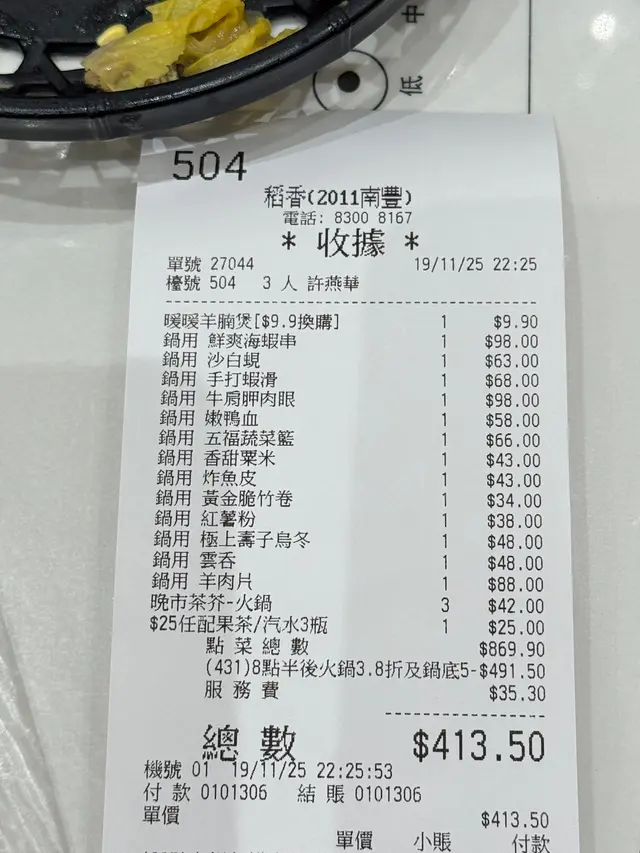 中
低
504
稻香(2011南豐)
電話: 8300 8167
* 收據 *
單號 27044 19/11/25 22:25
檯號 504 3 人 許燕華
暖暖羊腩煲[$9.9換購] 1 $9.90
鍋用 鮮爽海蝦串 1 $98.00
鍋用 沙白蜆 1 $63.00
鍋用 手打蝦滑 1 $68.00
鍋用 牛肩胛肉眼 1 $98.00
鍋用 嫩鴨血 1 $58.00
鍋用 五福蔬菜籃 1 $66.00
鍋用 香甜粟米 1 $43.00
鍋用 炸魚皮 1 $43.00
鍋用 黃金脆竹卷 1 $34.00
鍋用 紅薯粉 1 $38.00
鍋用 極上壽子烏冬 1 $48.00
鍋用 雲吞 1 $48.00
鍋用 羊肉片 1 $88.00
晚市茶芥-火鍋 3 $42.00
$25任配果茶/汽水3瓶 1 $25.00
點 菜 總 數 $869.90
(431)8點半後火鍋3.8折及鍋底5-$491.50
服 務 費 $35.30
總 數 $413.50
機號 01 19/11/25 22:25:53
付 款 0101306 結 賬 0101306
單價 $413.50
單價 小賬 付款